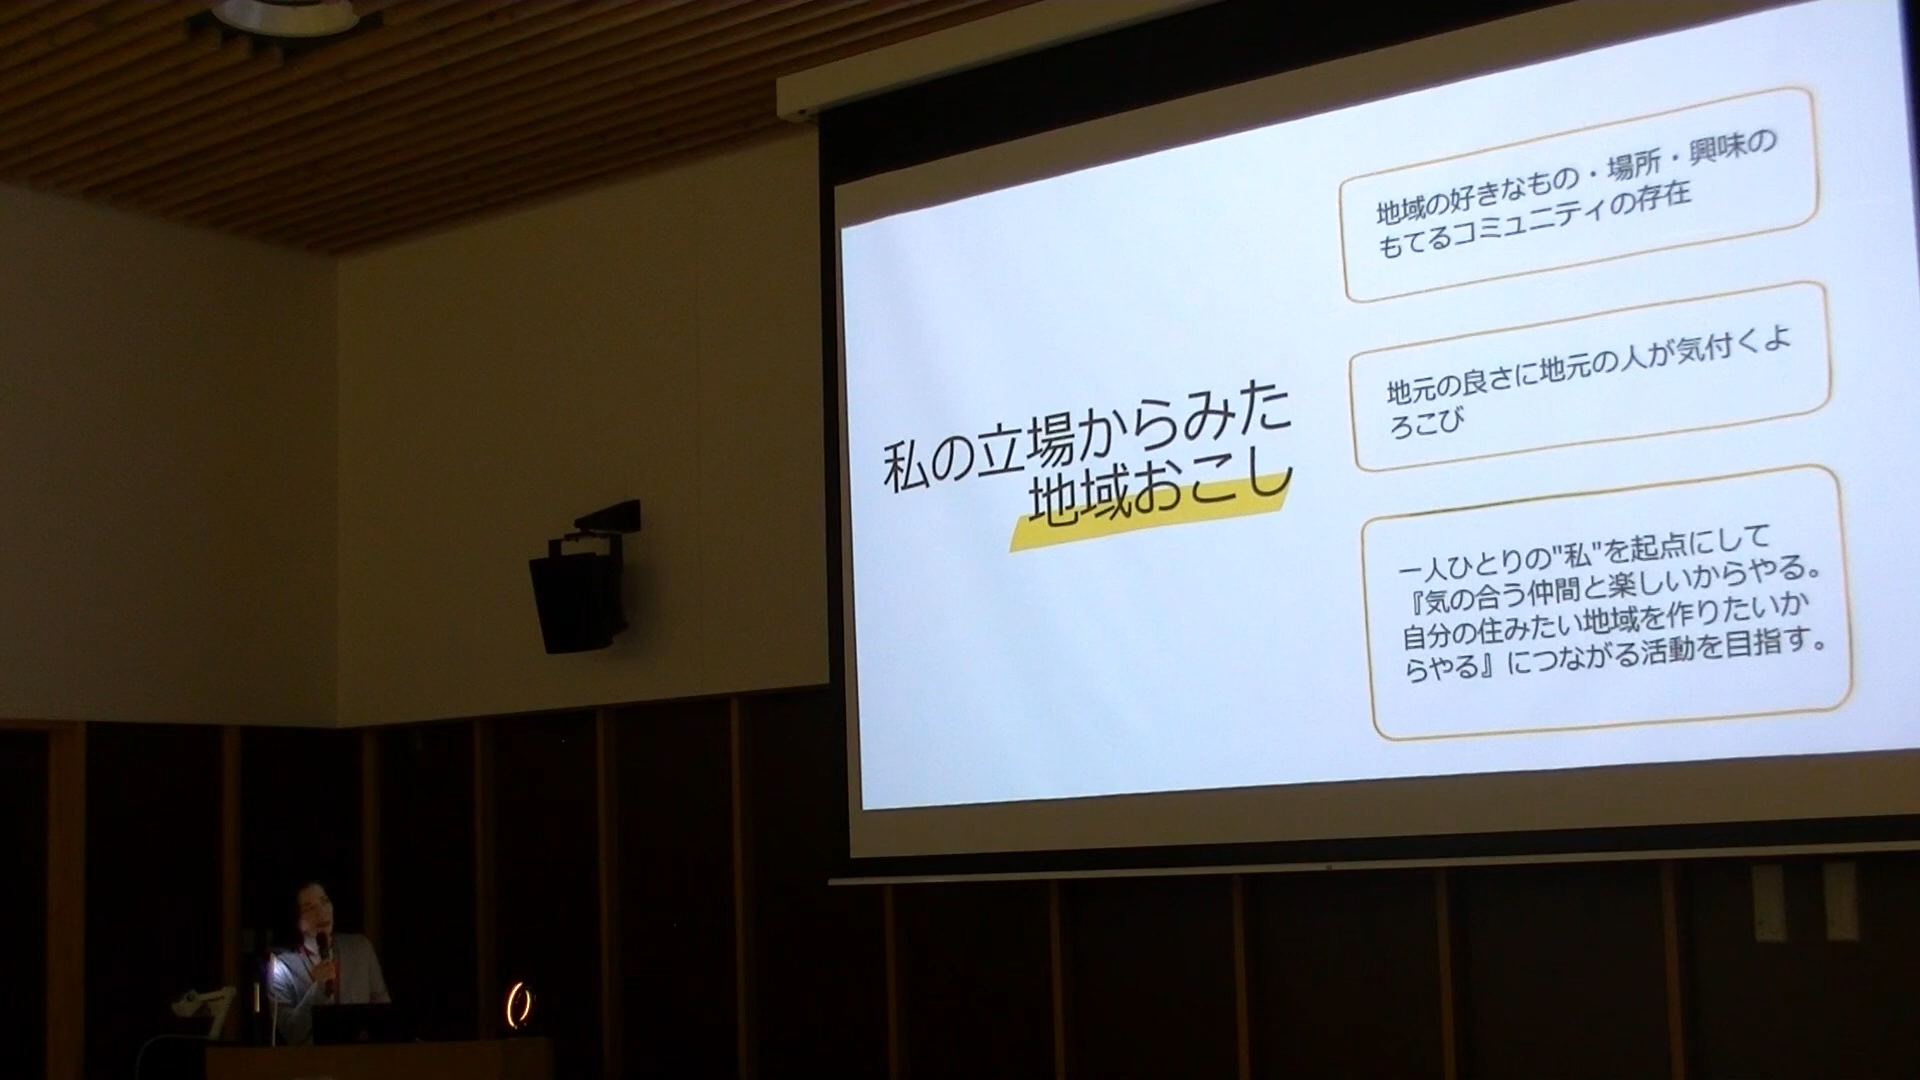 私の立場からみた
地域おこし
地域の好きなもの・場所・興味の
もてるコミュニティの存在
地元の良さに地元の人が気付くよ
ろこび
一人ひとりの"私"を起点にして
『気の合う仲間と楽しいからやる。
自分の住みたい地域を作りたいか
らやる』につながる活動を目指す。